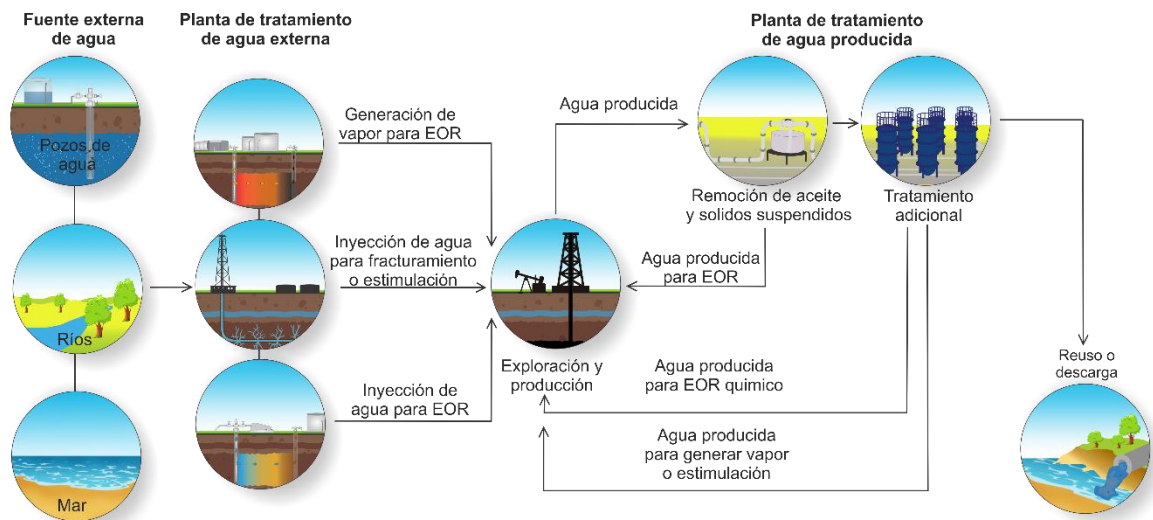 Fuente externa
de agua
Pozos de
agua
Ríos
Mar
Planta de tratamiento
de agua externa
Generación de
vapor para EOR
Inyección de agua
para fracturamiento
o estimulación
Inyección de
agua para EOR
Exploración y
producción
Agua producida
Planta de tratamiento
de agua producida
Remoción de aceite
y solidos suspendidos
Tratamiento
adicional
Agua producida
para EOR
Agua producida
para EOR quimico
Agua producida
para generar vapor
o estimulación
Reuso o
descarga